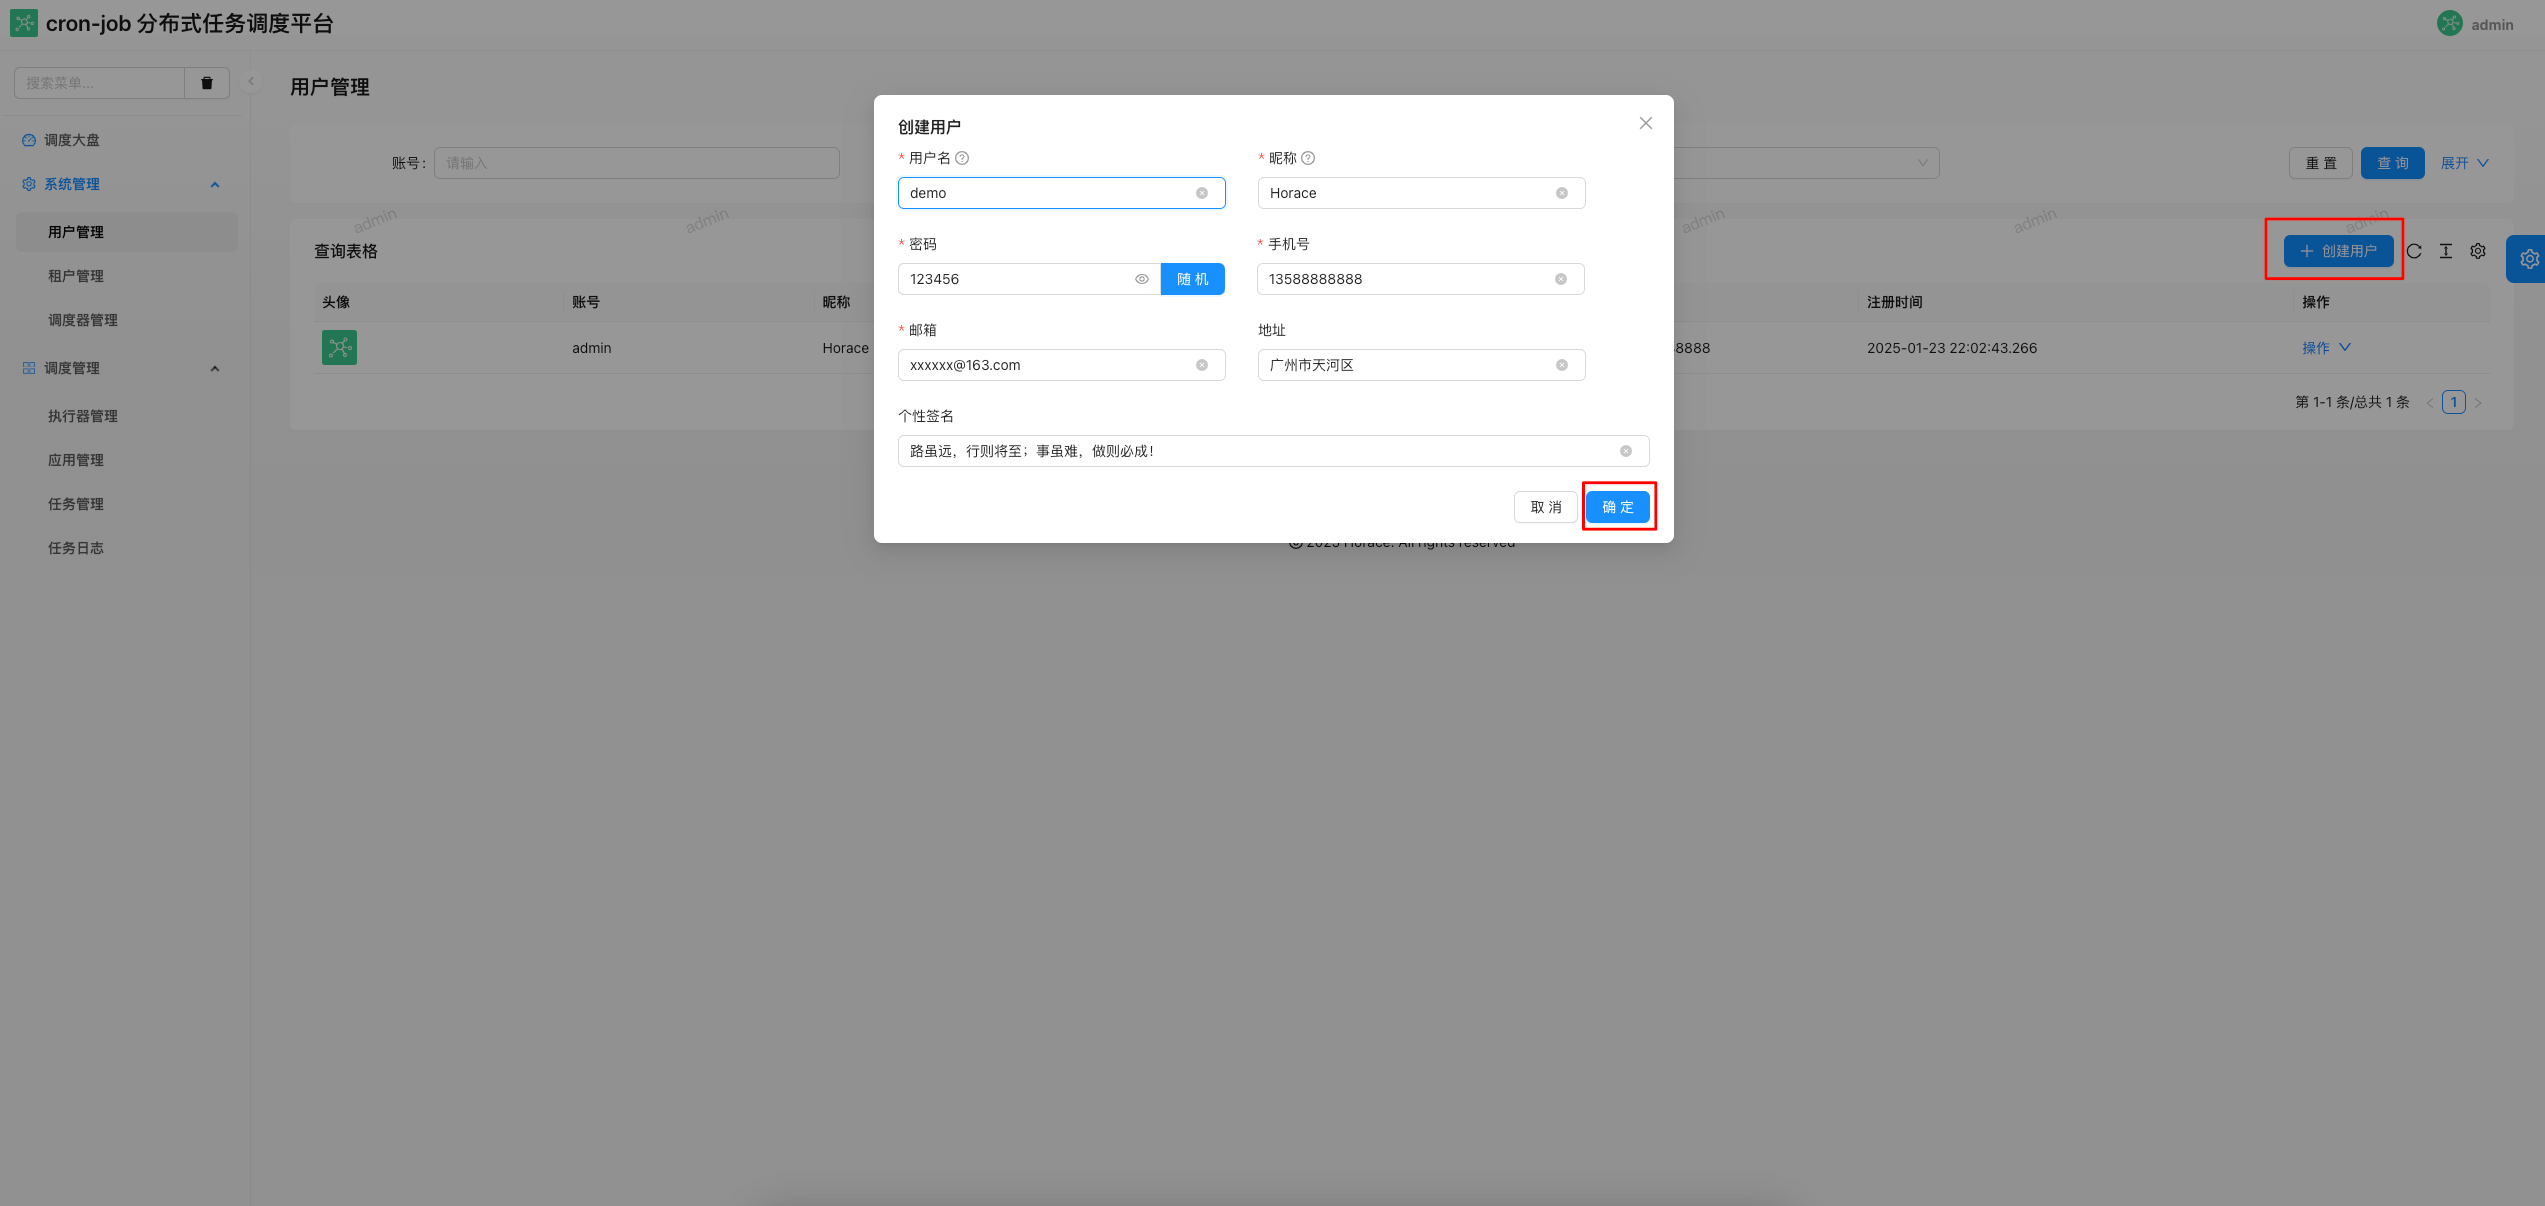 cron-job 分布式任务调度平台
admin
搜索菜单...
调度大盘
系统管理
用户管理
租户管理
调度器管理
调度管理
执行器管理
应用管理
任务管理
任务日志
用户管理
账号:
请输入
重 置
查 询
展开
admin
admin
admin
admin
admin
查询表格
创建用户
头像
账号
昵称
注册时间
操作
admin
Horace
8888
2025-01-23 22:02:43.266
操作
第 1-1 条/总共 1 条
1
创建用户
* 用户名
demo
* 昵称
Horace
* 密码
123456
随 机
* 手机号
13588888888
* 邮箱
xxxxxx@163.com
地址
广州市天河区
个性签名
路虽远，行则将至；事虽难，做则必成！
取 消
确 定
© 2025 Horace. All rights reserved